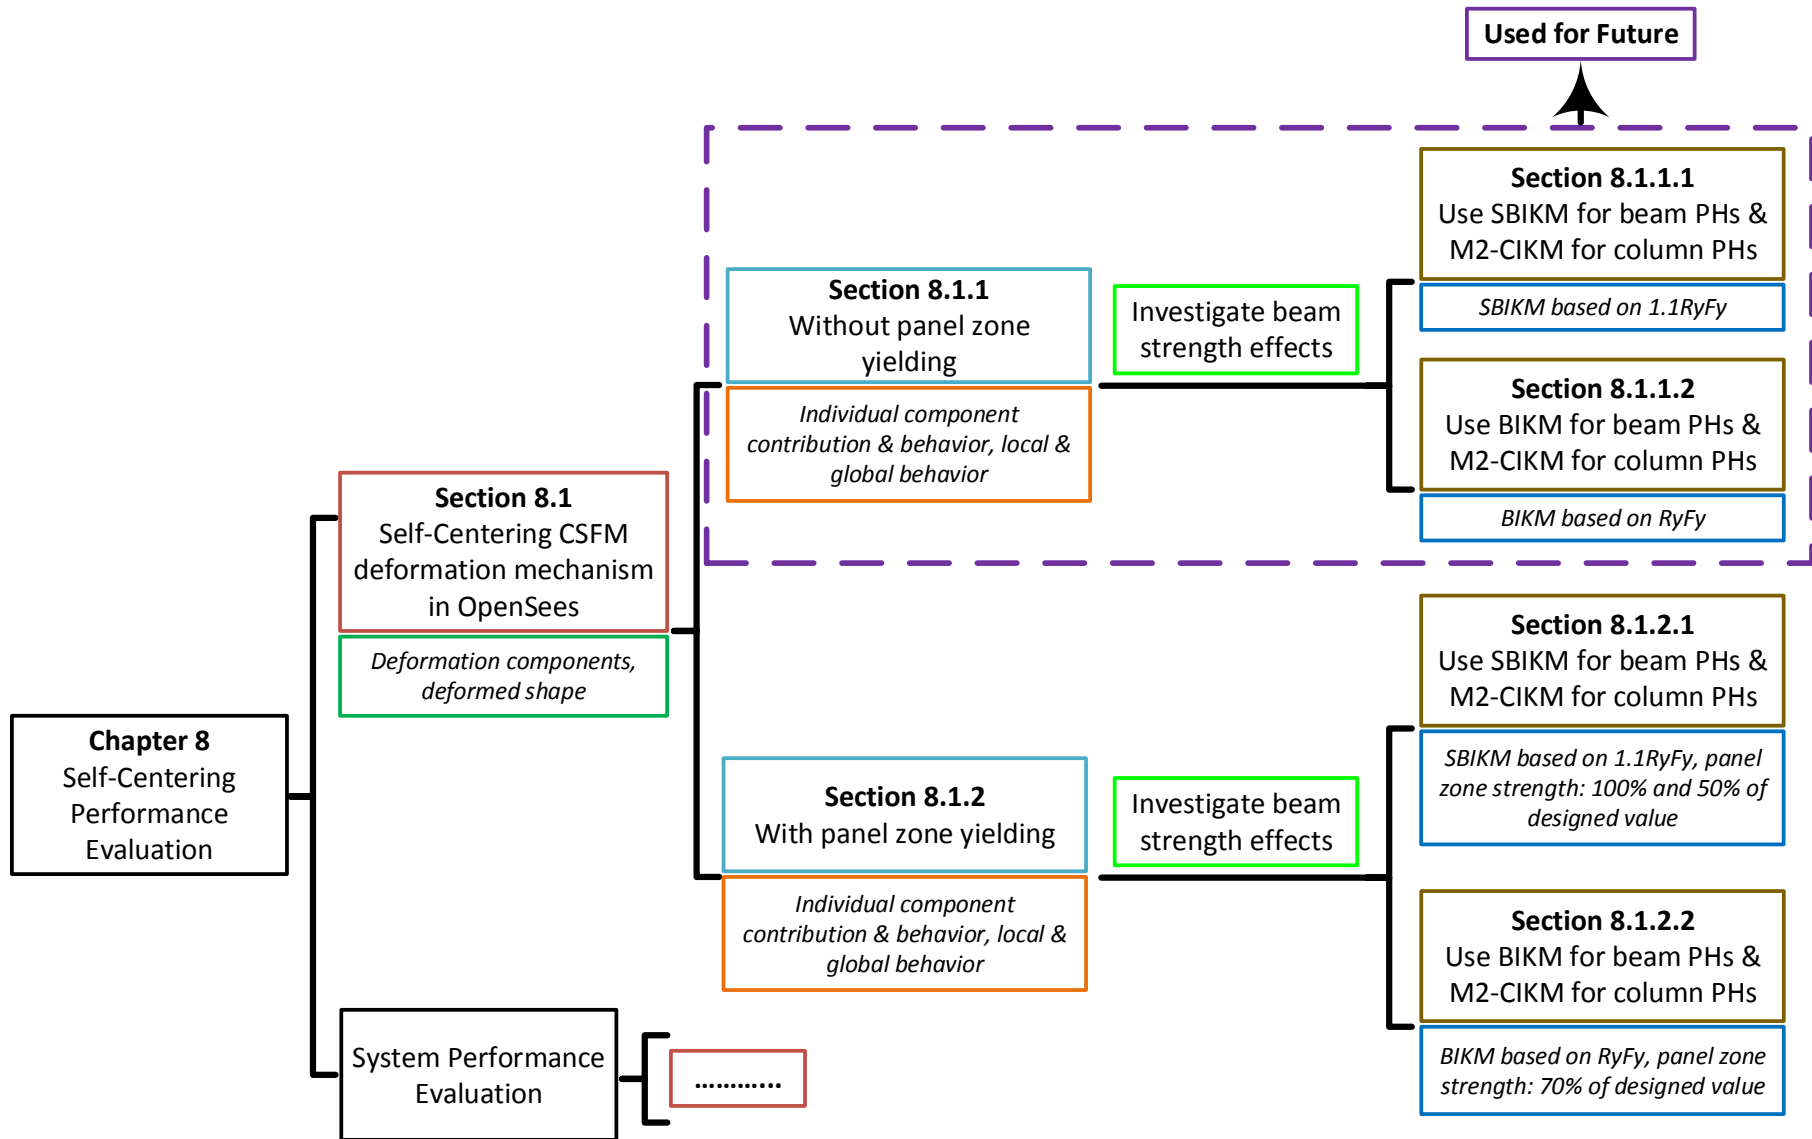 Used for Future
Section 8.1.1.1
Use SBIKM for beam PHs &
M2-CIKM for column PHs
SBIKM based on 1.1RyFy
Section 8.1.1
Without panel zone
yielding
Individual component
contribution & behavior, local &
global behavior
Investigate beam
strength effects
Section 8.1.1.2
Use BIKM for beam PHs &
M2-CIKM for column PHs
BIKM based on RyFy
Section 8.1
Self-Centering CSFM
deformation mechanism
in OpenSees
Deformation components,
deformed shape
Chapter 8
Self-Centering
Performance
Evaluation
Section 8.1.2.1
Use SBIKM for beam PHs &
M2-CIKM for column PHs
SBIKM based on 1.1RyFy, panel
zone strength: 100% and 50% of
designed value
Section 8.1.2
With panel zone yielding
Individual component
contribution & behavior, local &
global behavior
Investigate beam
strength effects
Section 8.1.2.2
Use BIKM for beam PHs &
M2-CIKM for column PHs
BIKM based on RyFy, panel zone
strength: 70% of designed value
System Performance
Evaluation
............